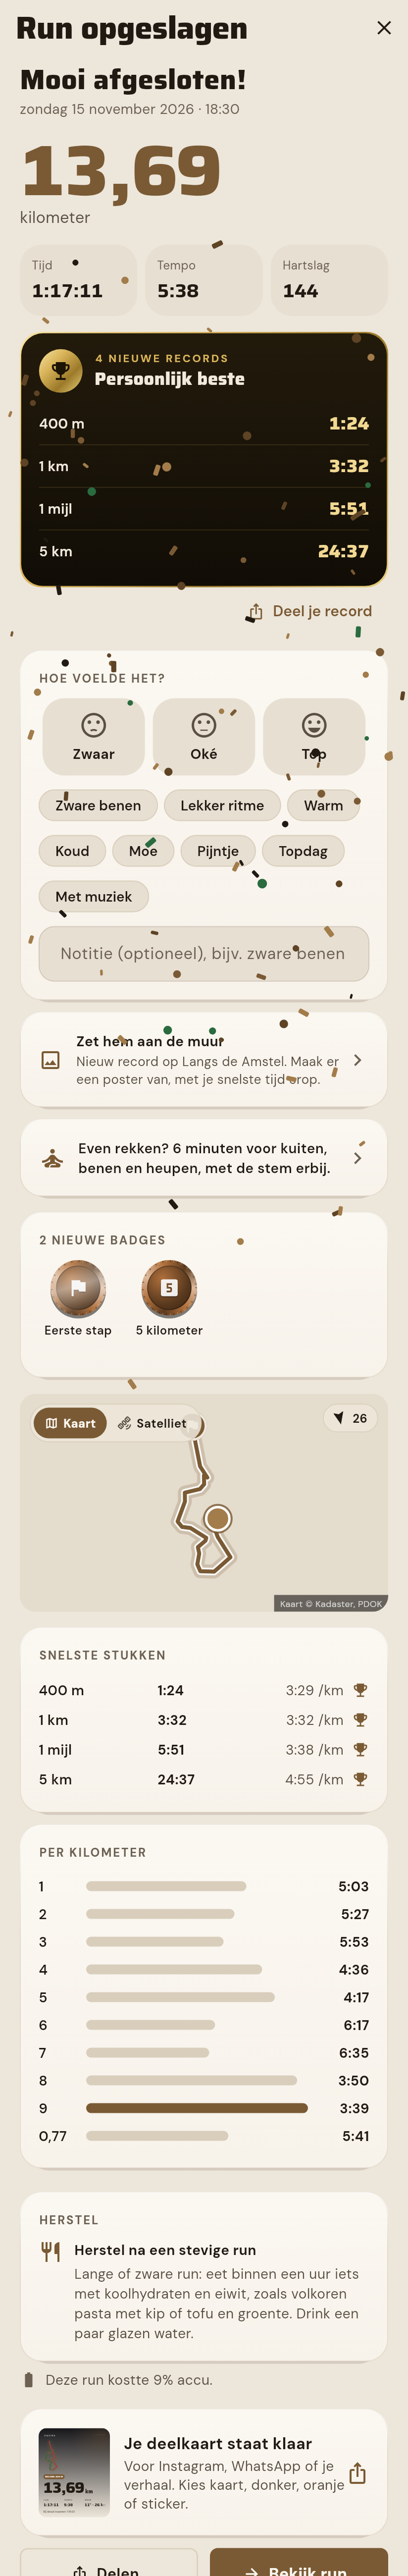 Run opgeslagen
Mooi afgesloten!
zondag 15 november 2026 · 18:30
13,69
kilometer
Tijd
1:17:11
Tempo
5:38
Hartslag
144
4 NIEUWE RECORDS
Persoonlijk beste
400 m 1:24
1 km 3:32
1 mijl 5:51
5 km 24:37
Deel je record
HOE VOELDE HET?
Zwaar Oké Top
Zware benen Lekker ritme Warm
Koud Moe Pijntje Topdag
Met muziek
Notitie (optioneel), bijv. zware benen
Zet hem aan de muur
Nieuw record op Langs de Amstel. Maak er
een poster van, met je snelste tijd erop.
Even rekken? 6 minuten voor kuiten,
benen en heupen, met de stem erbij.
2 NIEUWE BADGES
5
Eerste stap 5 kilometer
Kaart Satelliet 26
Kaart © Kadaster, PDOK
SNELSTE STUKKEN
400 m 1:24 3:29 /km
1 km 3:32 3:32 /km
1 mijl 5:51 3:38 /km
5 km 24:37 4:55 /km
PER KILOMETER
1 5:03
2 5:27
3 5:53
4 4:36
5 4:17
6 6:17
7 6:35
8 3:50
9 3:39
0,77 5:41
HERSTEL
Herstel na een stevige run
Lange of zware run: eet binnen een uur iets
met koolhydraten en eiwit, zoals volkoren
pasta met kip of tofu en groente. Drink een
paar glazen water.
Deze run kostte 9% accu.
13,69 km
Je deelkaart staat klaar
Voor Instagram, WhatsApp of je
verhaal. Kies kaart, donker, oranje
of sticker.
Delen Bekijk run